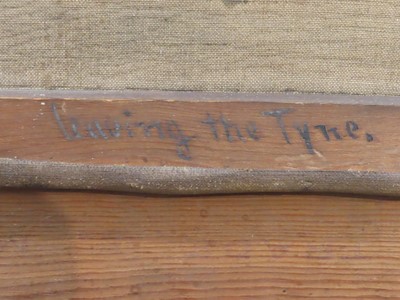 Leaving the Tyne.